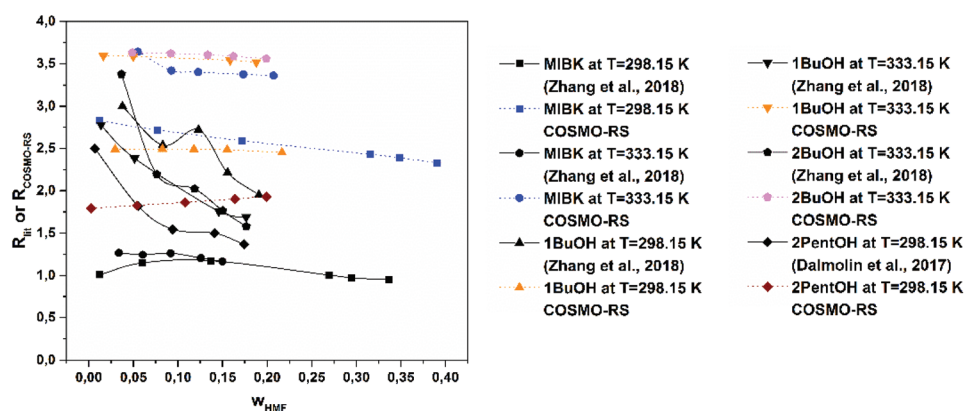 4,0
3,5
3,0
2,5
2,0
1,5
1,0
0,5
0,0
R_lit or R_COSMO-RS
0,00 0,05 0,10 0,15 0,20 0,25 0,30 0,35 0,40
w_HMF
MIBK at T=298.15 K
(Zhang et al., 2018)
MIBK at T=298.15 K
COSMO-RS
MIBK at T=333.15 K
(Zhang et al., 2018)
MIBK at T=333.15 K
COSMO-RS
1BuOH at T=298.15 K
(Zhang et al., 2018)
1BuOH at T=298.15 K
COSMO-RS
1BuOH at T=333.15 K
(Zhang et al., 2018)
1BuOH at T=333.15 K
COSMO-RS
2BuOH at T=333.15 K
(Zhang et al., 2018)
2BuOH at T=333.15 K
COSMO-RS
2PentOH at T=298.15 K
(Dalmolin et al., 2017)
2PentOH at T=298.15 K
COSMO-RS